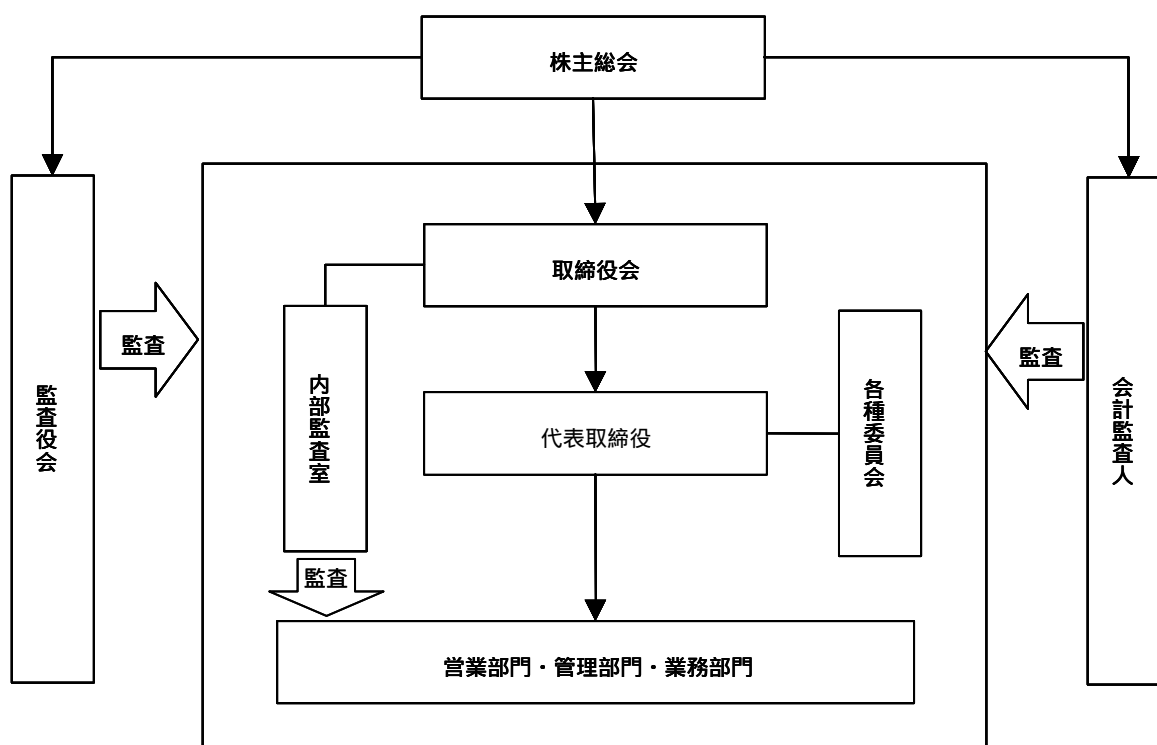 株主総会
取締役会
監査
監査
監査役会
内部監査室
代表取締役
各種委員会
会計監査人
監査
営業部門・管理部門・業務部門